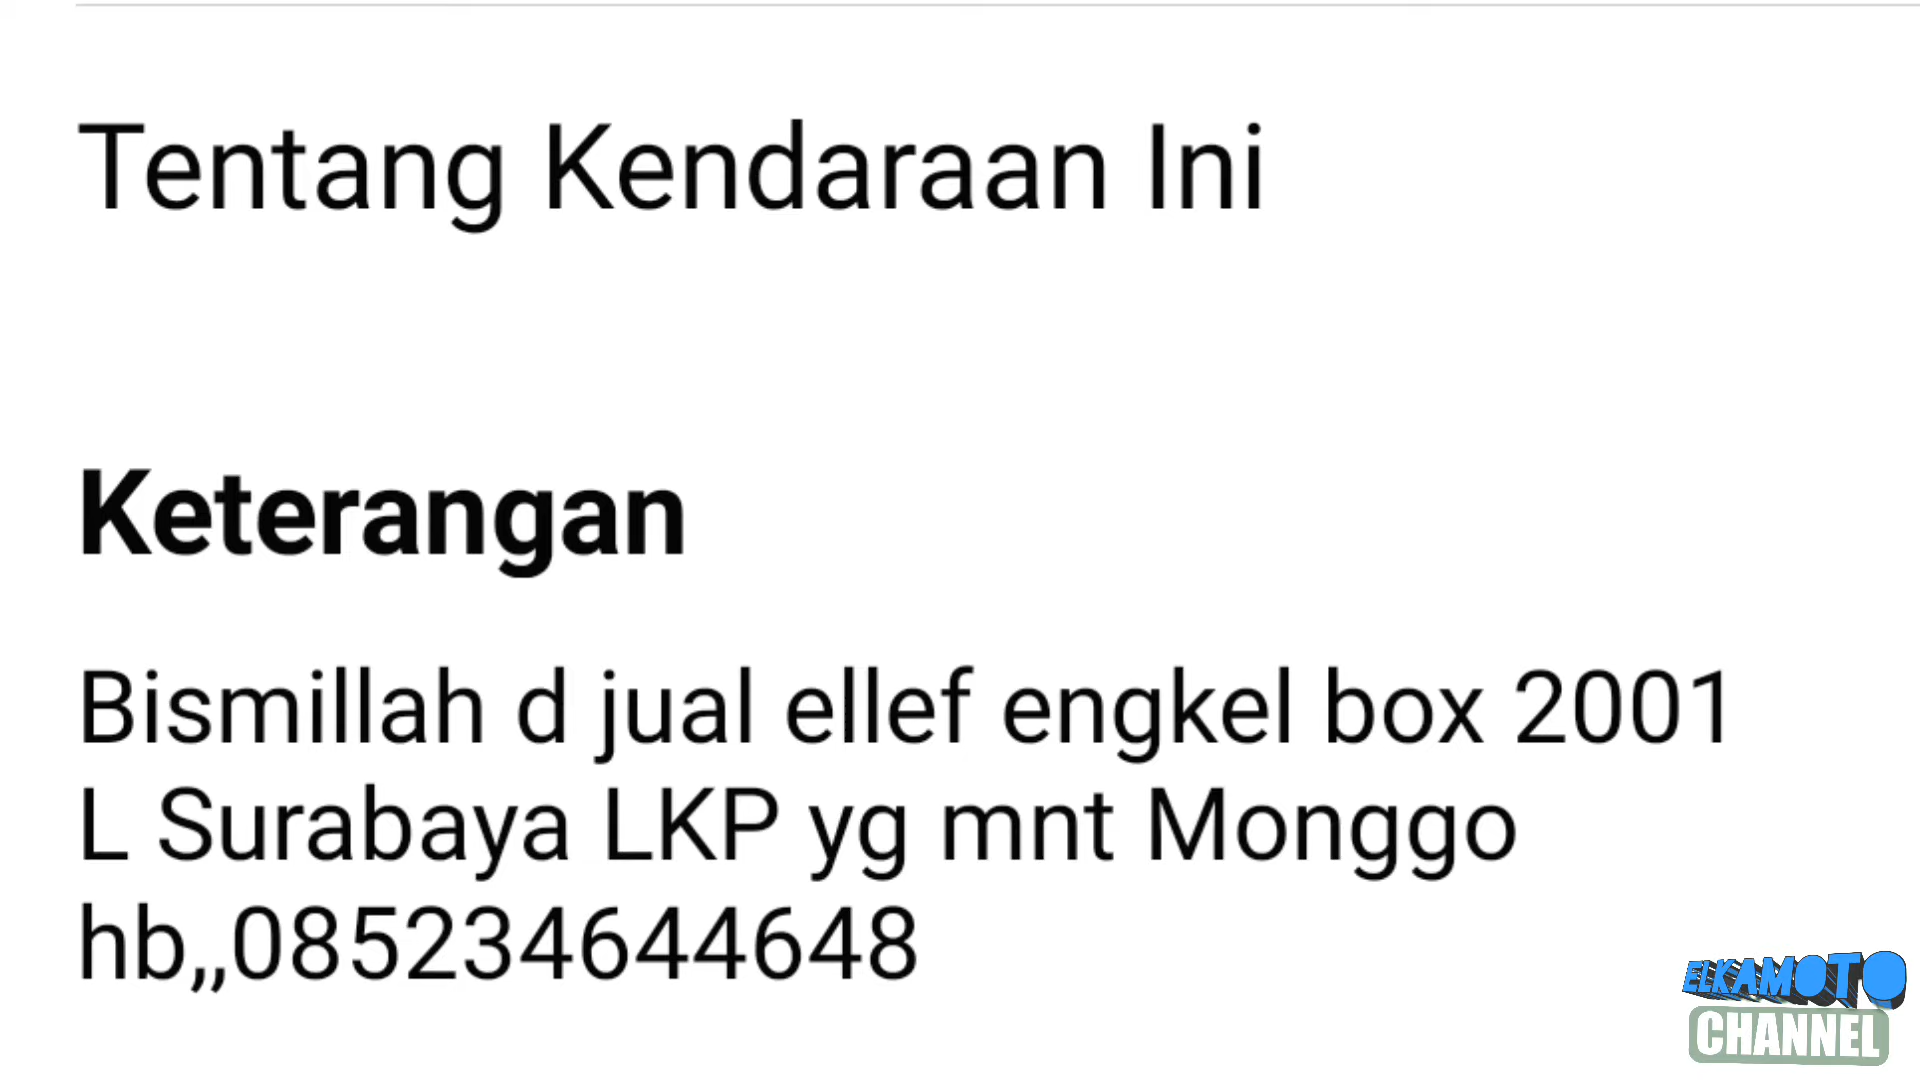 Tentang Kendaraan Ini
Keterangan
Bismillah d jual ellef engkel box 2001
L Surabaya LKP yg mnt Monggo
hb,,085234644648
ELKAMOTO
CHANNEL